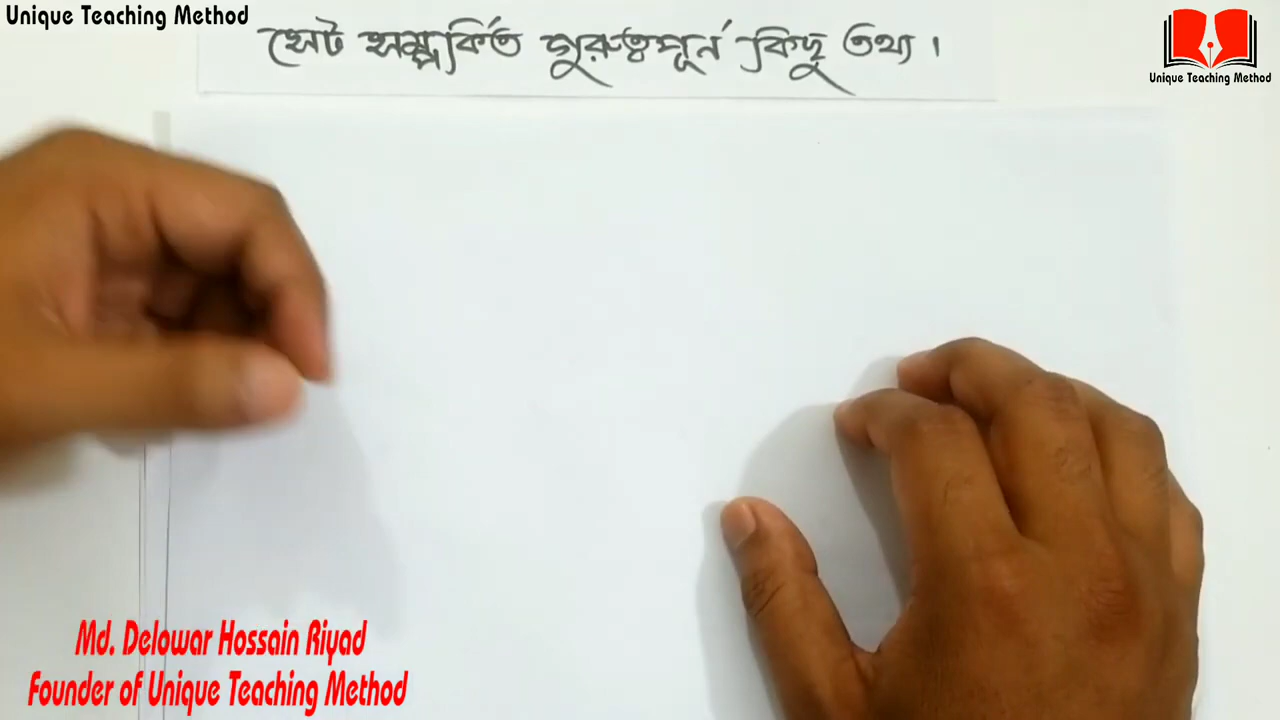 Unique Teaching Method
সেট সম্পর্কিত গুরুত্বপূর্ন কিছু তথ্য ।
Unique Teaching Method
Md. Delowar Hossain Riyad
Founder of Unique Teaching Method